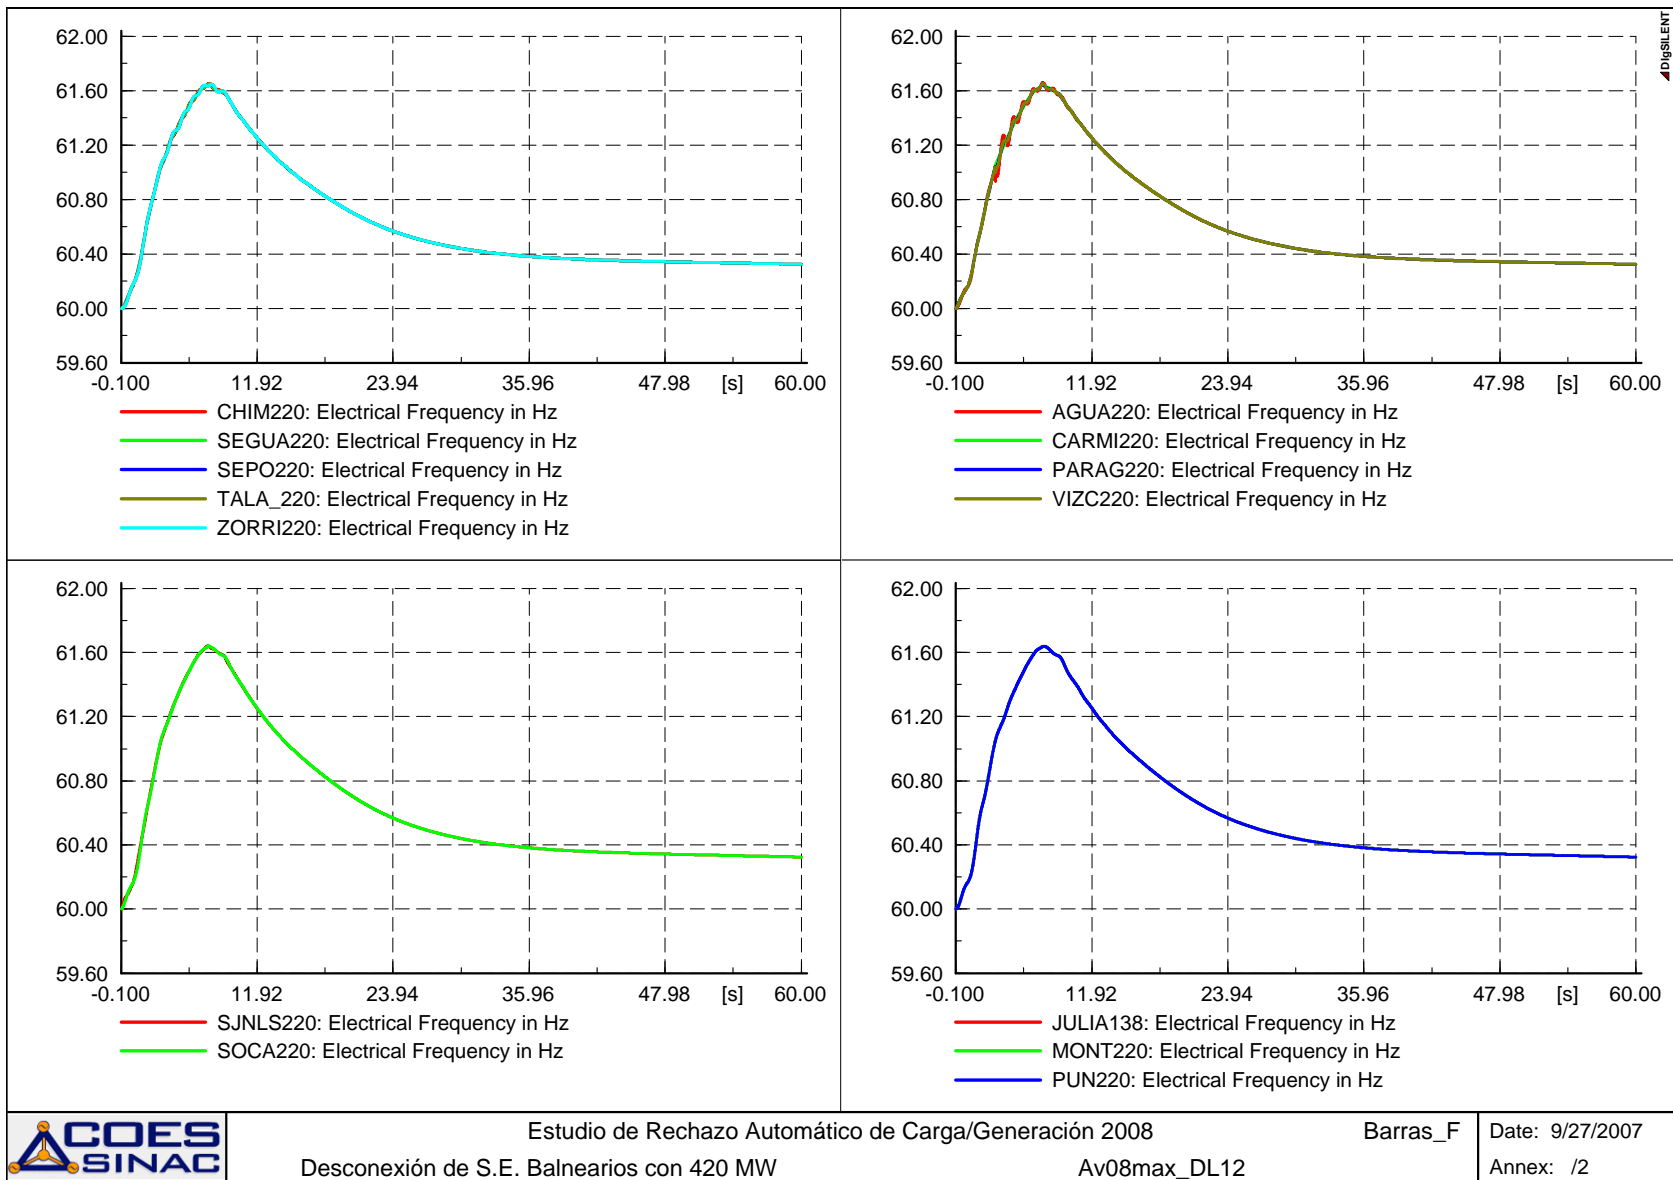 62.00
61.60
61.20
60.80
60.40
60.00
59.60
-0.100
11.92
23.94
35.96
47.98
[s]
60.00
CHIM220: Electrical Frequency in Hz
SEGUA220: Electrical Frequency in Hz
SEPO220: Electrical Frequency in Hz
TALA_220: Electrical Frequency in Hz
ZORRI220: Electrical Frequency in Hz
62.00
61.60
61.20
60.80
60.40
60.00
59.60
-0.100
11.92
23.94
35.96
47.98
[s]
60.00
AGUA220: Electrical Frequency in Hz
CARMI220: Electrical Frequency in Hz
PARAG220: Electrical Frequency in Hz
VIZC220: Electrical Frequency in Hz
DIgSILENT
62.00
61.60
61.20
60.80
60.40
60.00
59.60
-0.100
11.92
23.94
35.96
47.98
[s]
60.00
SJNLS220: Electrical Frequency in Hz
SOCA220: Electrical Frequency in Hz
62.00
61.60
61.20
60.80
60.40
60.00
59.60
-0.100
11.92
23.94
35.96
47.98
[s]
60.00
JULIA138: Electrical Frequency in Hz
MONT220: Electrical Frequency in Hz
PUN220: Electrical Frequency in Hz
COES
SINAC
Estudio de Rechazo Automático de Carga/Generación 2008
Barras_F
Desconexión de S.E. Balnearios con 420 MW
Av08max_DL12
Date: 9/27/2007
Annex: /2